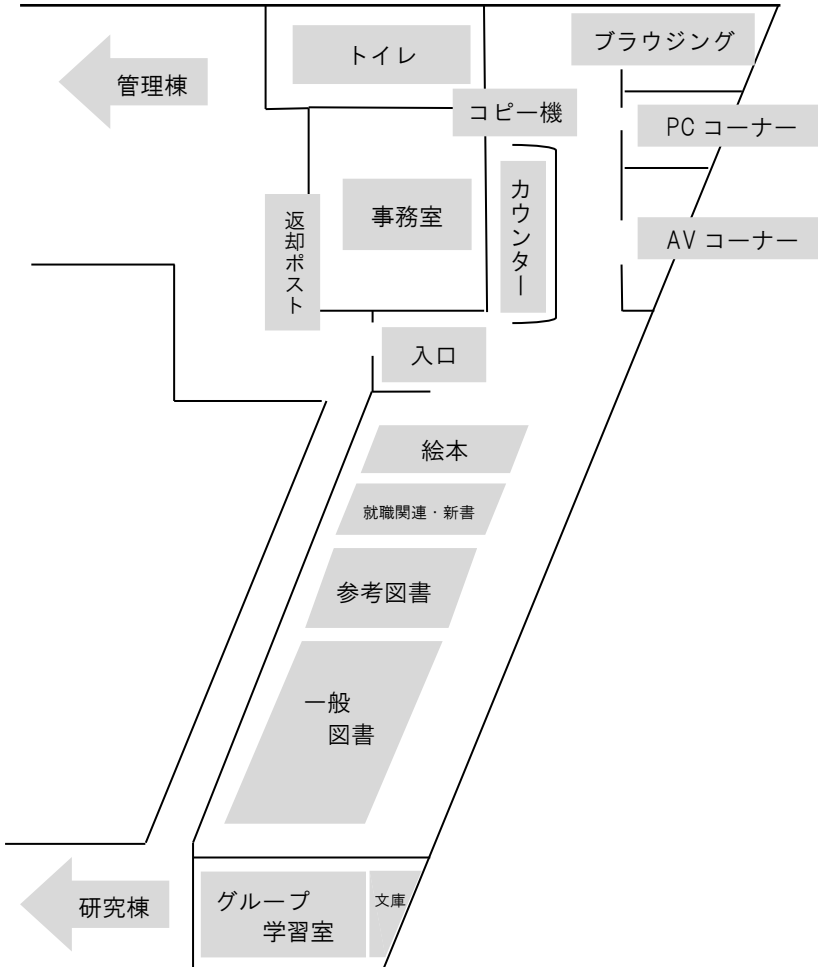 トイレ
ブラウジング
管理棟
コピー機
PC コーナー
返却ポスト
事務室
カウンター
AV コーナー
入口
絵本
就職関連・新書
参考図書
一般
図書
研究棟
グループ
学習室
文庫